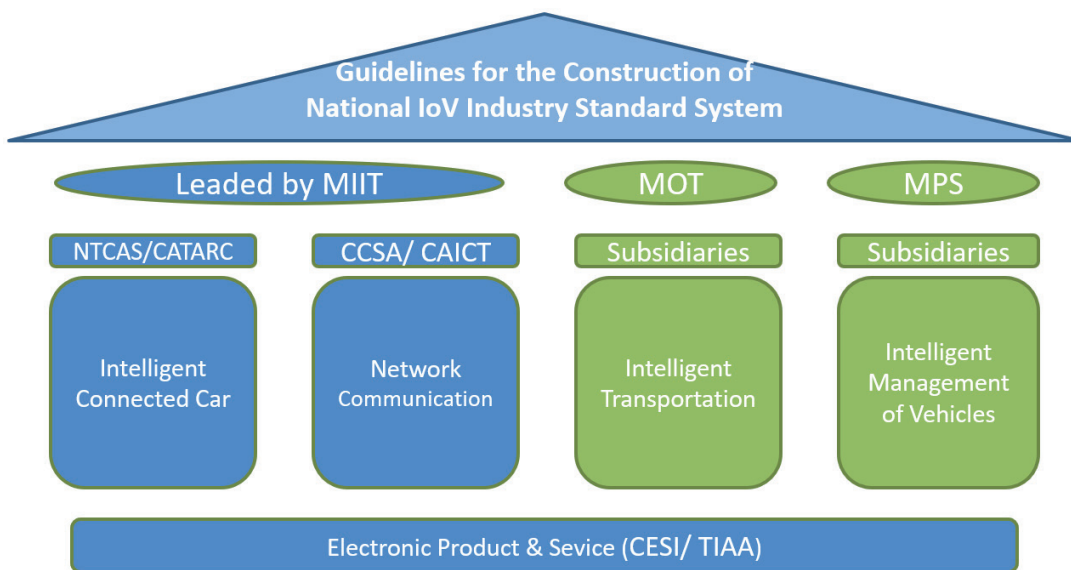 Guidelines for the Construction of
National IoV Industry Standard System
Leaded by MIIT
MOT
MPS
NTCAS/CATARC
CCSA/ CAICT
Subsidiaries
Subsidiaries
Intelligent
Connected Car
Network
Communication
Intelligent
Transportation
Intelligent
Management
of Vehicles
Electronic Product & Sevice (CESI/ TIAA)